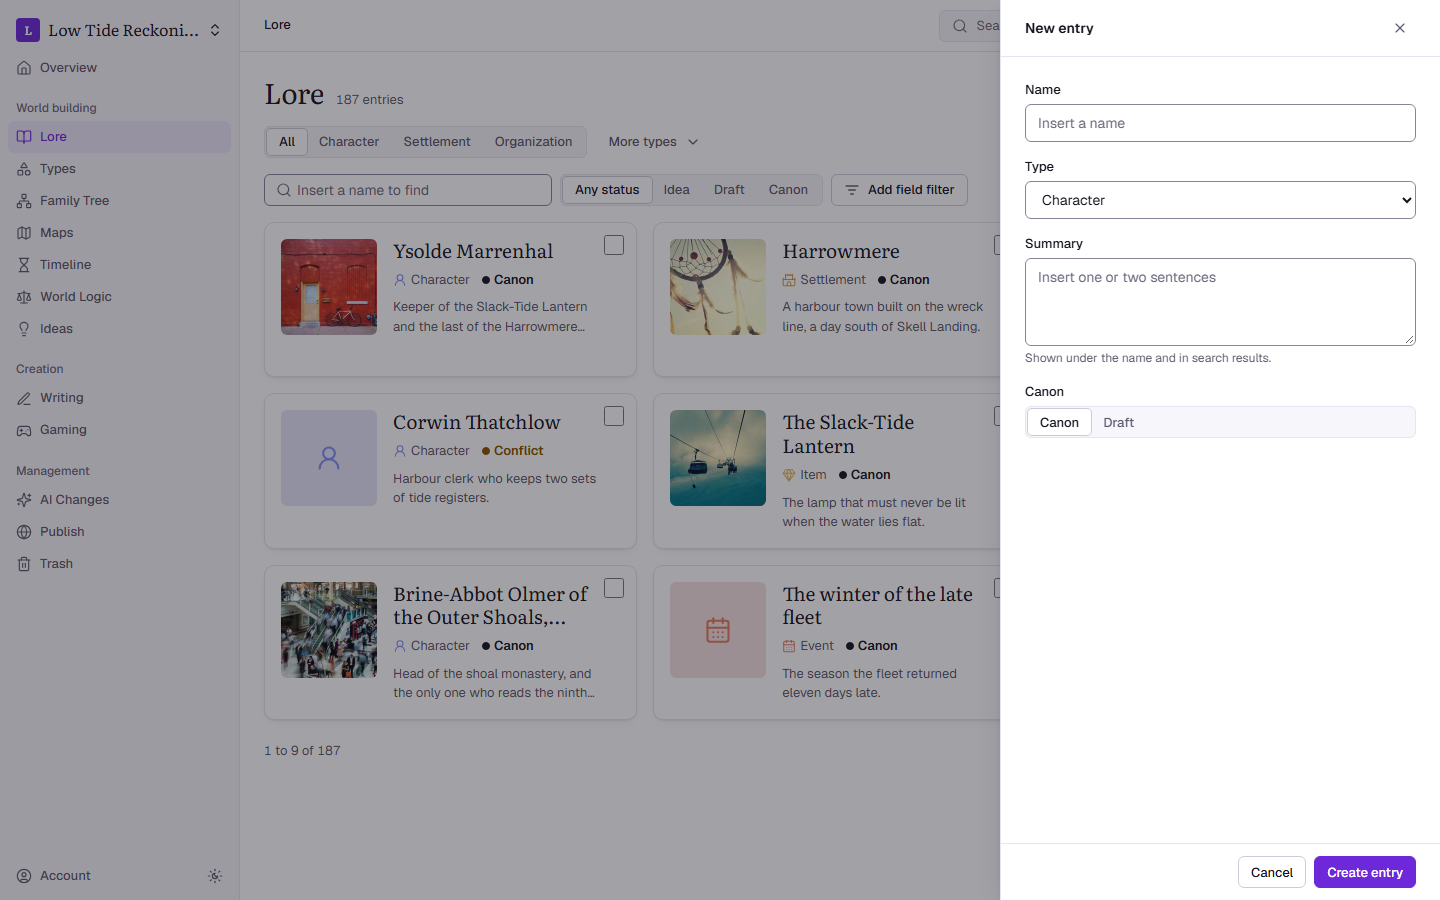 L Low Tide Reckoni...
Overview
World building
Lore
Types
Family Tree
Maps
Timeline
World Logic
Ideas
Creation
Writing
Gaming
Management
AI Changes
Publish
Trash
Account
Lore
Sea
Lore 187 entries
All Character Settlement Organization More types
Insert a name to find Any status Idea Draft Canon Add field filter
Ysolde Marrenhal
Character Canon
Keeper of the Slack-Tide Lantern
and the last of the Harrowmere...
Harrowmere
Settlement Canon
A harbour town built on the wreck
line, a day south of Skell Landing.
Corwin Thatchlow
Character Conflict
Harbour clerk who keeps two sets
of tide registers.
The Slack-Tide
Lantern
Item Canon
The lamp that must never be lit
when the water lies flat.
Brine-Abbot Olmer of
the Outer Shoals,...
Character Canon
Head of the shoal monastery, and
the only one who reads the ninth...
The winter of the late
fleet
Event Canon
The season the fleet returned
eleven days late.
1 to 9 of 187
New entry
Name
Insert a name
Type
Character
Summary
Insert one or two sentences
Shown under the name and in search results.
Canon
Canon Draft
Cancel Create entry